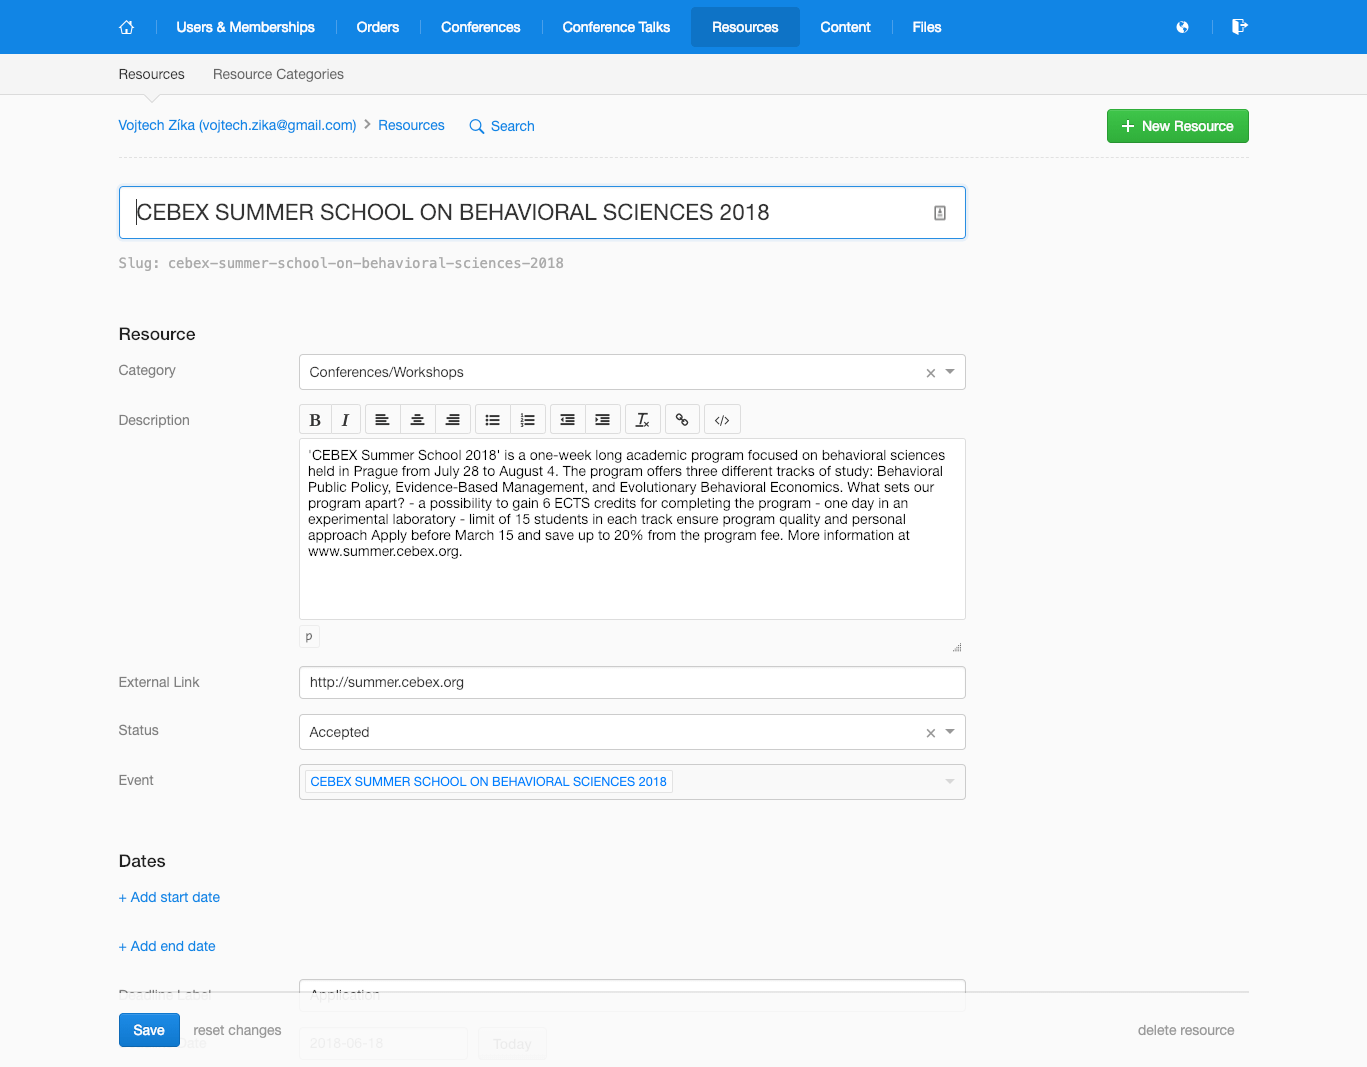 Users & Memberships
Orders
Conferences
Conference Talks
Resources
Content
Files
Resources
Resource Categories
Vojtech Zíka (vojtech.zika@gmail.com)
Resources
Search
+ New Resource
CEBEX SUMMER SCHOOL ON BEHAVIORAL SCIENCES 2018
Slug: cebex-summer-school-on-behavioral-sciences-2018
Resource
Category
Conferences/Workshops
Description
B I
'CEBEX Summer School 2018' is a one-week long academic program focused on behavioral sciences
held in Prague from July 28 to August 4. The program offers three different tracks of study: Behavioral
Public Policy, Evidence-Based Management, and Evolutionary Behavioral Economics. What sets our
program apart? - a possibility to gain 6 ECTS credits for completing the program - one day in an
experimental laboratory - limit of 15 students in each track ensure program quality and personal
approach Apply before March 15 and save up to 20% from the program fee. More information at
www.summer.cebex.org.
p
External Link
http://summer.cebex.org
Status
Accepted
Event
CEBEX SUMMER SCHOOL ON BEHAVIORAL SCIENCES 2018
Dates
+ Add start date
+ Add end date
Deadline Label
Application
Date
2018-06-18
Today
Save
reset changes
delete resource